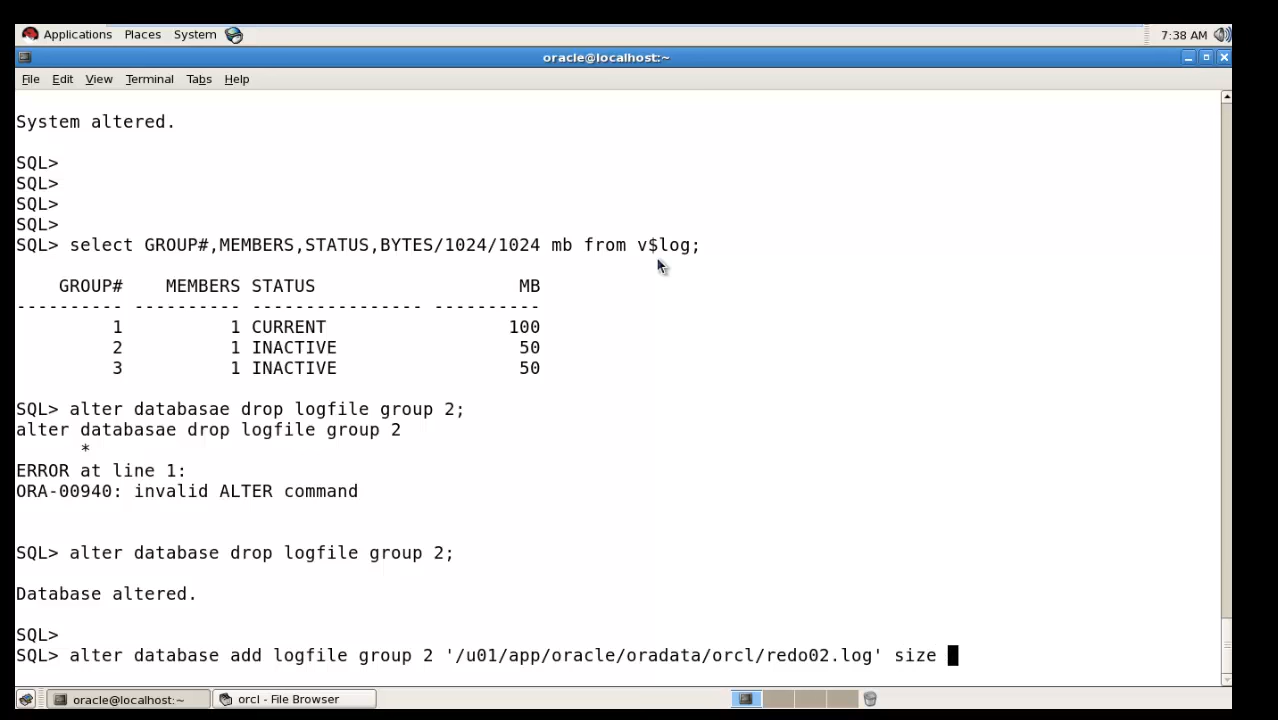 Applications Places System 7:38 AM
oracle@localhost:~
File Edit View Terminal Tabs Help
System altered.
SQL>
SQL>
SQL>
SQL>
SQL> select GROUP#,MEMBERS,STATUS,BYTES/1024/1024 mb from v$log;
GROUP# MEMBERS STATUS MB
---------- ---------- ---------------- ----------
1 1 CURRENT 100
2 1 INACTIVE 50
3 1 INACTIVE 50
SQL> alter databasae drop logfile group 2;
alter databasae drop logfile group 2
*
ERROR at line 1:
ORA-00940: invalid ALTER command
SQL> alter database drop logfile group 2;
Database altered.
SQL>
SQL> alter database add logfile group 2 '/u01/app/oracle/oradata/orcl/redo02.log' size
oracle@localhost:~ orcl - File Browser